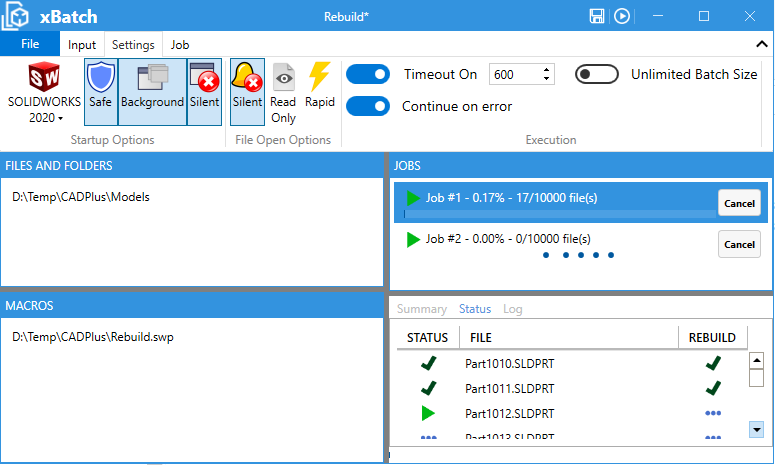 xBatch
Rebuild*
File
Input
Settings
Job
SOLIDWORKS
2020
Safe
Background
Silent
Startup Options
Silent
Read
Only
Rapid
File Open Options
Timeout On
600
Unlimited Batch Size
Continue on error
Execution
FILES AND FOLDERS
D:\Temp\CADPlus\Models
MACROS
D:\Temp\CADPlus\Rebuild.swp
JOBS
Job #1 - 0.17% - 17/10000 file(s)
Cancel
Job #2 - 0.00% - 0/10000 file(s)
Cancel
Summary Status Log
STATUS FILE REBUILD
Part1010.SLDPRT
Part1011.SLDPRT
Part1012.SLDPRT
Part1013.SLDPRT